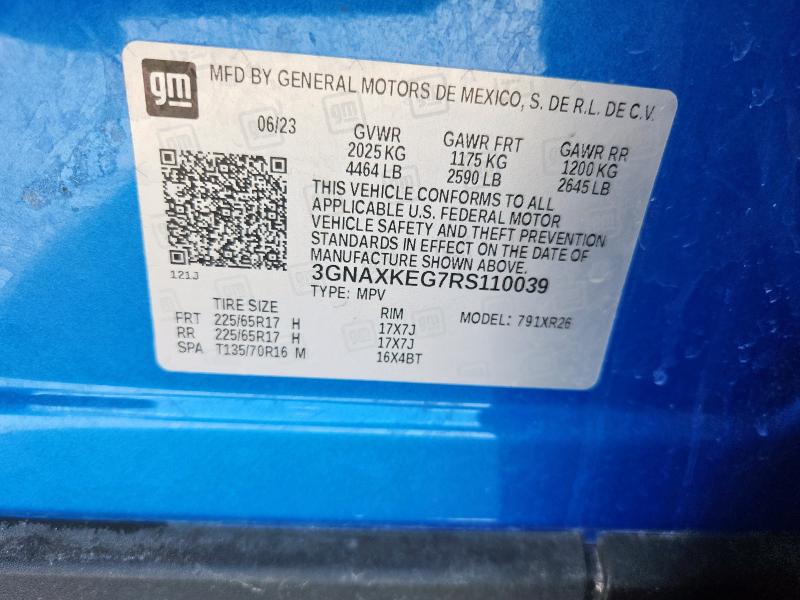 gm MFD BY GENERAL MOTORS DE MEXICO, S. DE R.L. DE C.V.
06/23 GVWR GAWR FRT GAWR RR
2025 KG 1175 KG 1200 KG
4464 LB 2590 LB 2645 LB
THIS VEHICLE CONFORMS TO ALL
APPLICABLE U.S. FEDERAL MOTOR
VEHICLE SAFETY AND THEFT PREVENTION
STANDARDS IN EFFECT ON THE DATE OF
MANUFACTURE SHOWN ABOVE.
121J 3GNAXKEG7RS110039
TYPE: MPV
TIRE SIZE RIM MODEL: 791XR26
FRT 225/65R17 H 17X7J
RR 225/65R17 H 17X7J
SPA T135/70R16 M 16X4BT